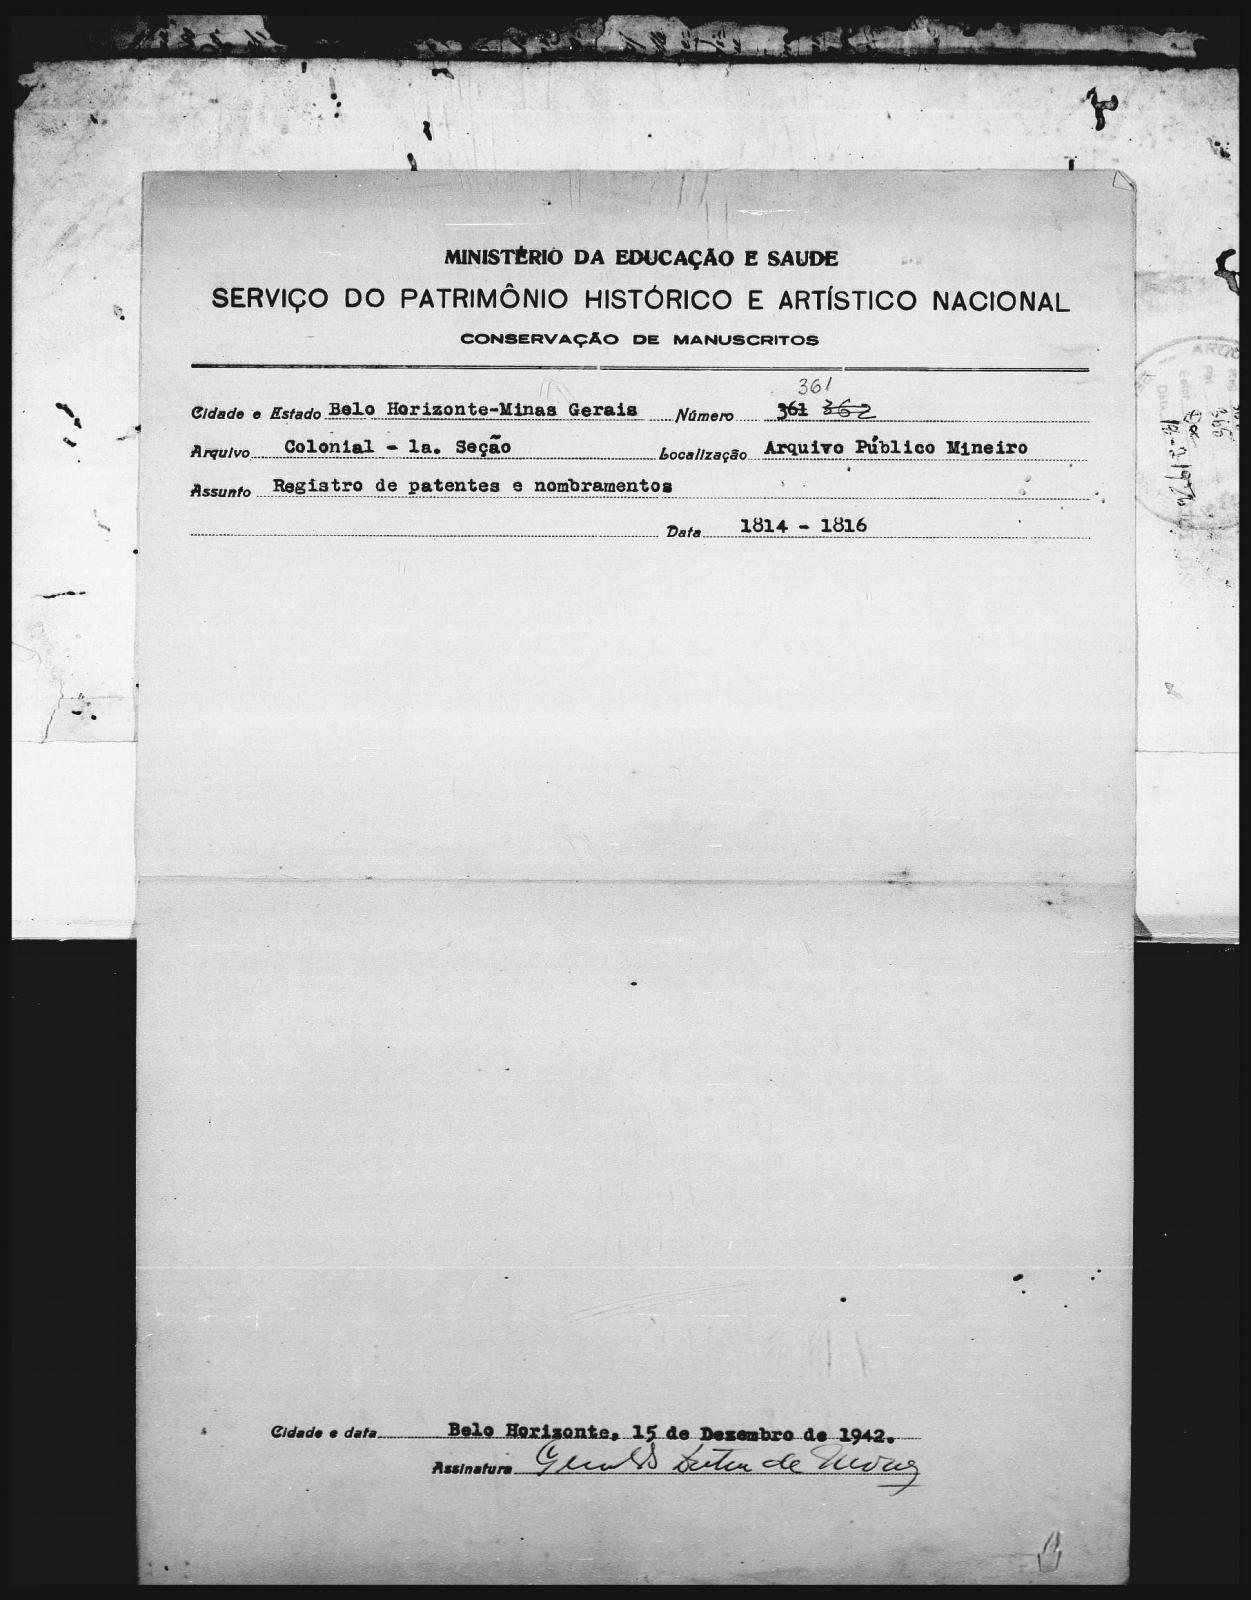 MINISTÉRIO DA EDUCAÇÃO E SAUDE
SERVIÇO DO PATRIMÔNIO HISTÓRICO E ARTÍSTICO NACIONAL
CONSERVAÇÃO DE MANUSCRITOS
361
Cidade e Estado Belo Horizonte-Minas Gerais Número 361 362
Arquivo Colonial - 1a. Seção Localização Arquivo Público Mineiro
Assunto Registro de patentes e nombramentos
Data 1814 - 1816
Cidade e data Belo Horizonte, 15 de Dezembro de 1942.
Assinatura de